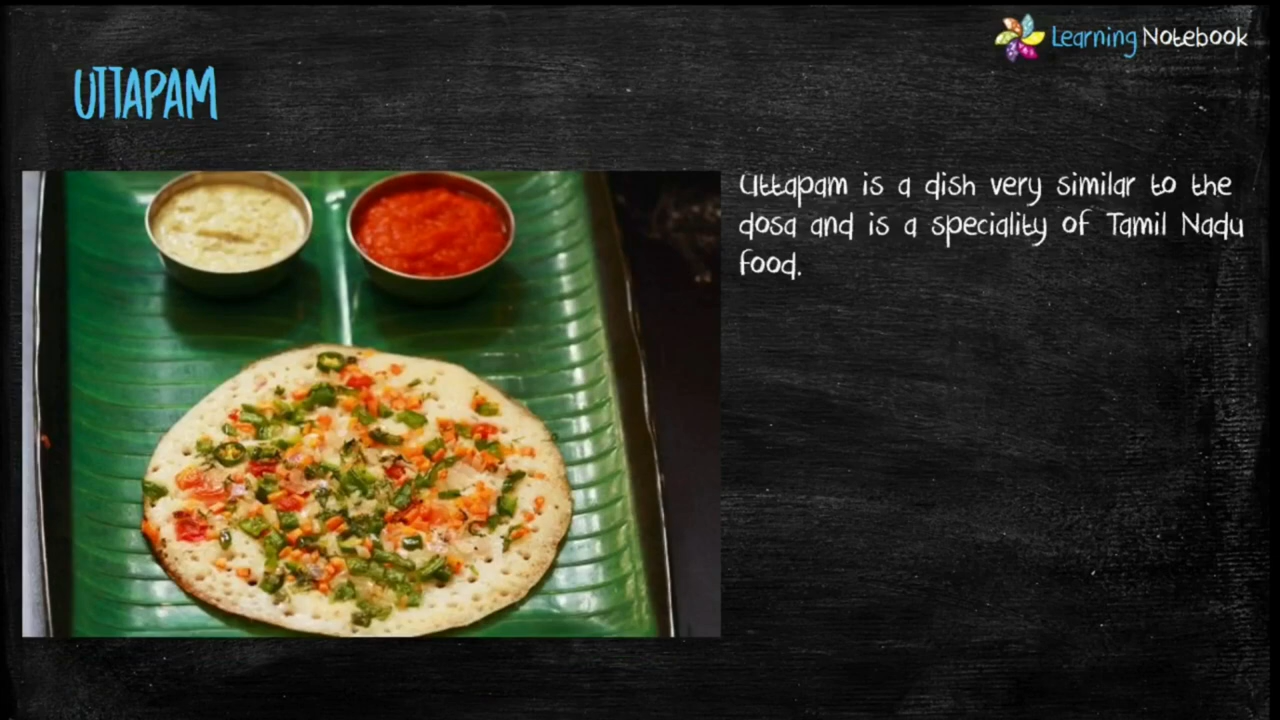 Learning Notebook
UTTAPAM
Uttapam is a dish very similar to the
dosa and is a speciality of Tamil Nadu
food.